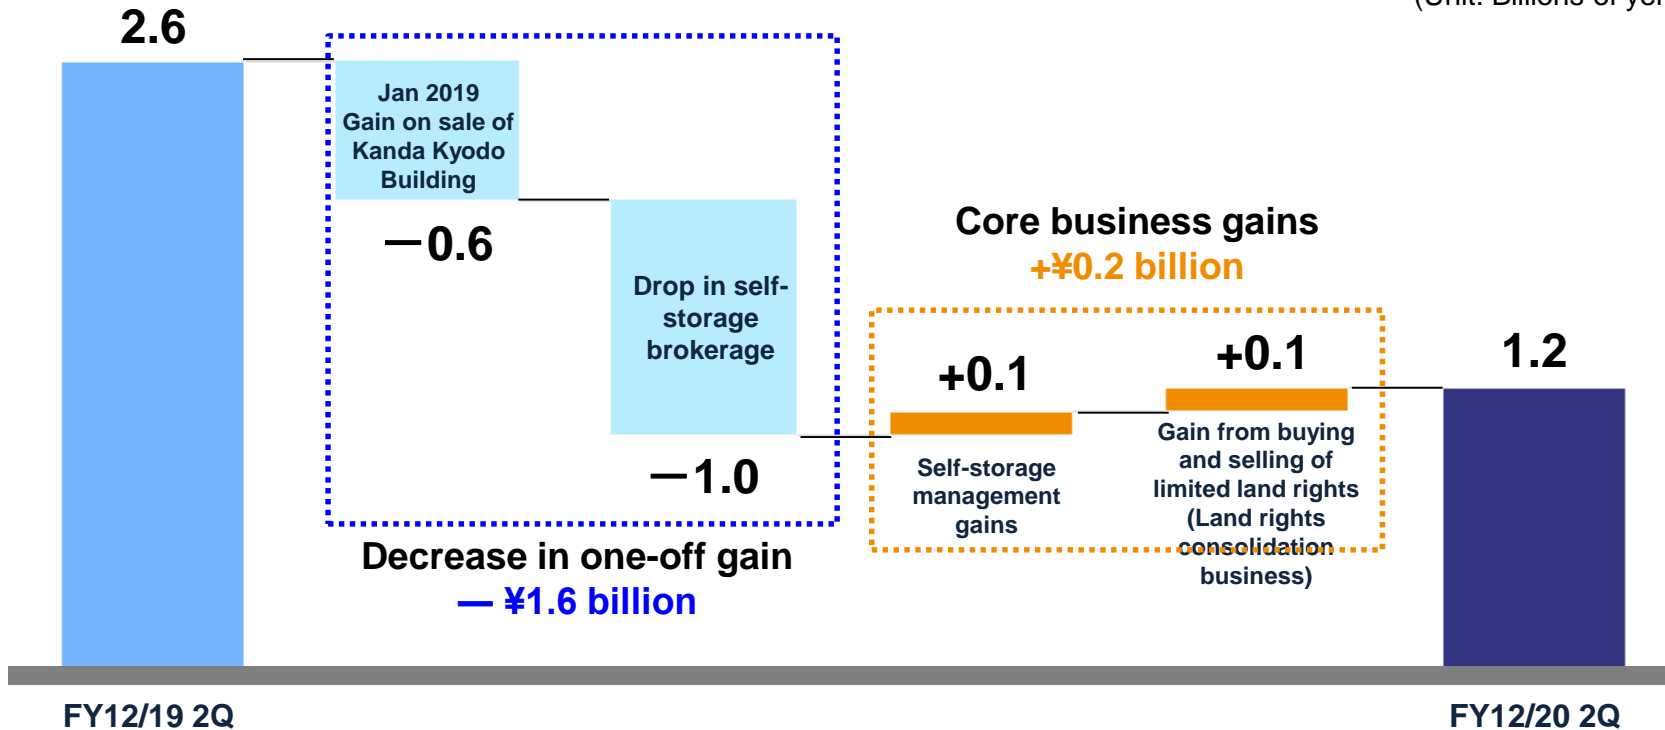 (Unit: Billions of yen
2.6
Jan 2019
Gain on sale of
Kanda Kyodo
Building
—0.6
Drop in self-
storage
brokerage
—1.0
Decrease in one-off gain
— ¥1.6 billion
Core business gains
+¥0.2 billion
+0.1
Self-storage
management
gains
+0.1
Gain from buying
and selling of
limited land rights
(Land rights
consolidation
business)
1.2
FY12/19 2Q
FY12/20 2Q